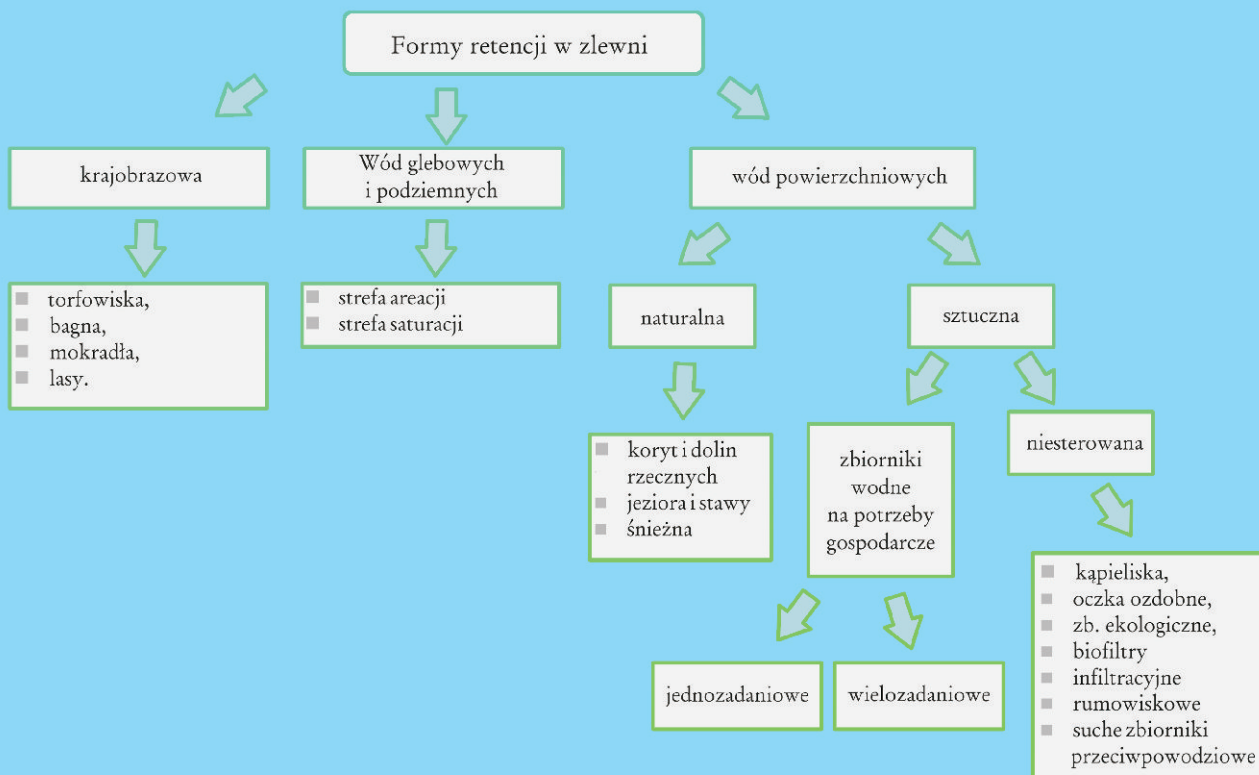 Formy retencji w zlewni
krajobrazowa
Wód glebowych
i podziemnych
wód powierzchniowych
torfowiska,
bagna,
mokradła,
lasy.
strefa areacji
strefa saturacji
naturalna
sztuczna
koryt i dolin
rzecznych
jeziora i stawy
śnieżna
zbiorniki
wodne
na potrzeby
gospodarcze
niesterowana
jednozadaniowe
wielozadaniowe
kąpieliska,
oczka ozdobne,
zb. ekologiczne,
biofiltry
infiltracyjne
rumowiskowe
suche zbiorniki
przeciwpowodziowe